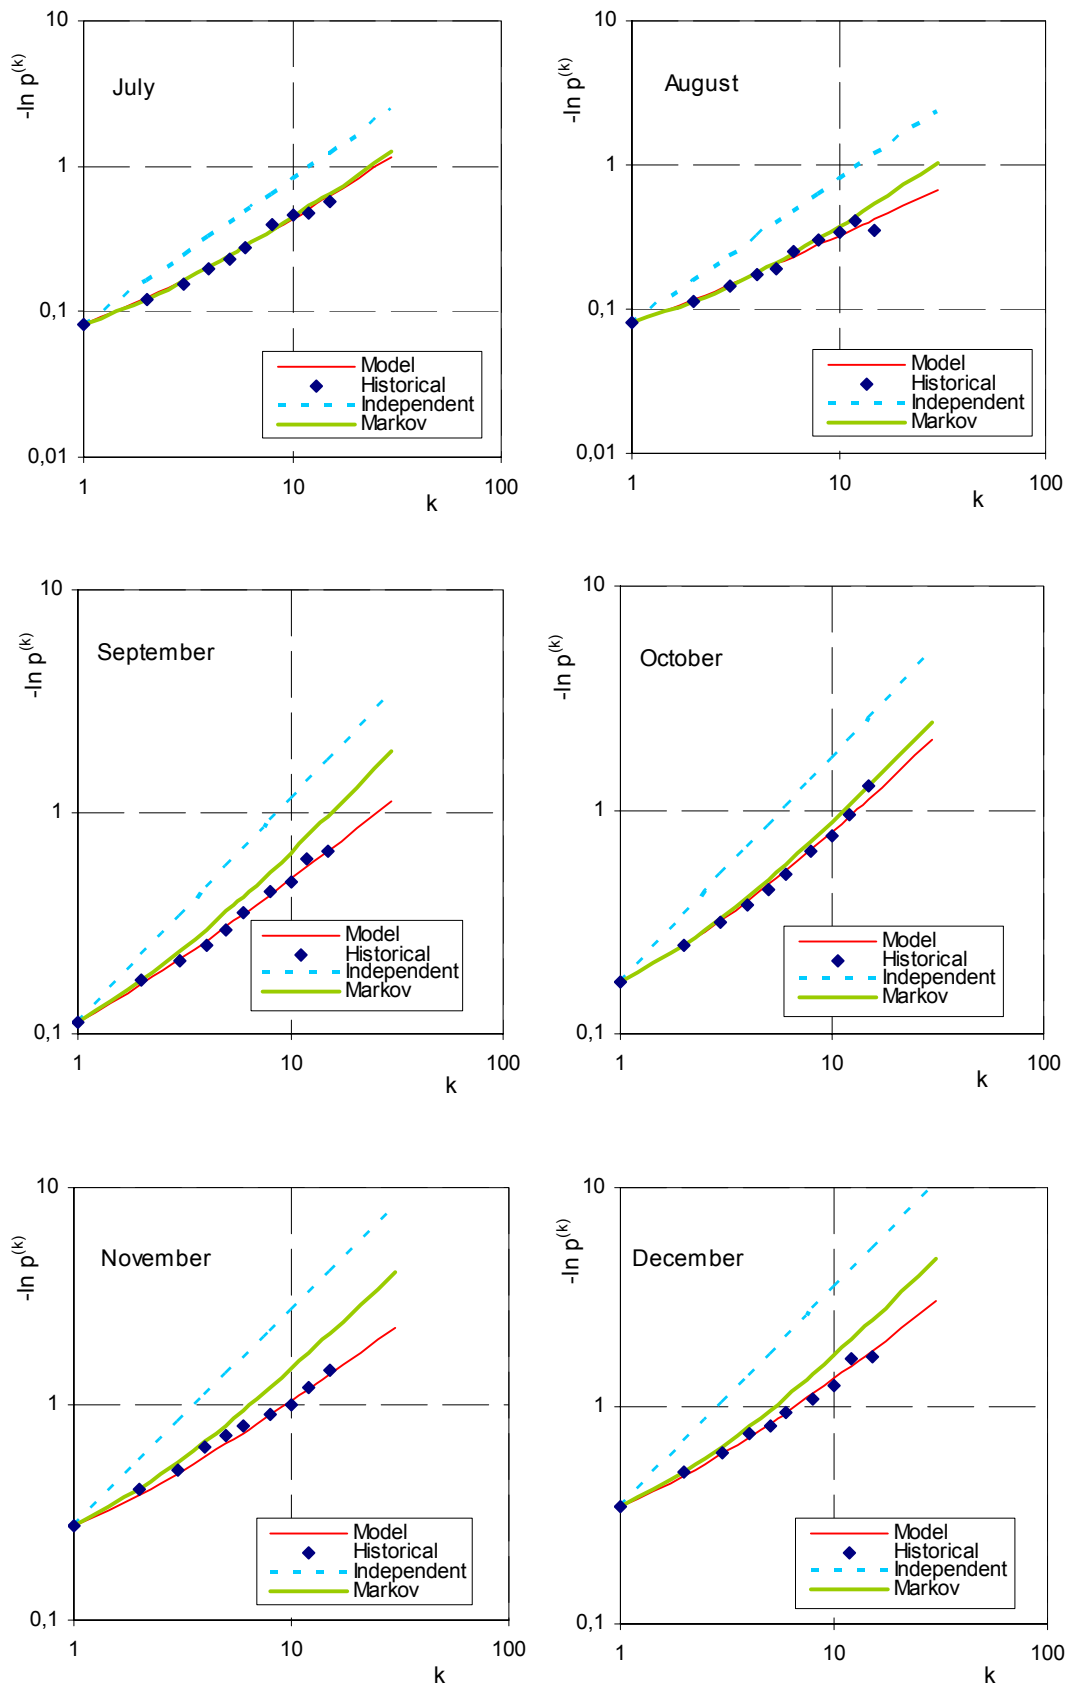 10
1
0,1
0,01
-ln p(k)
July
Model
Historical
Independent
Markov
1
10
100
k
10
1
0,1
0,01
-ln p(k)
August
Model
Historical
Independent
Markov
1
10
100
k
10
1
0,1
-ln p(k)
September
Model
Historical
Independent
Markov
1
10
100
k
10
1
0,1
-ln p(k)
October
Model
Historical
Independent
Markov
1
10
100
k
10
1
0,1
-ln p(k)
November
Model
Historical
Independent
Markov
1
10
100
k
10
1
0,1
-ln p(k)
December
Model
Historical
Independent
Markov
1
10
100
k